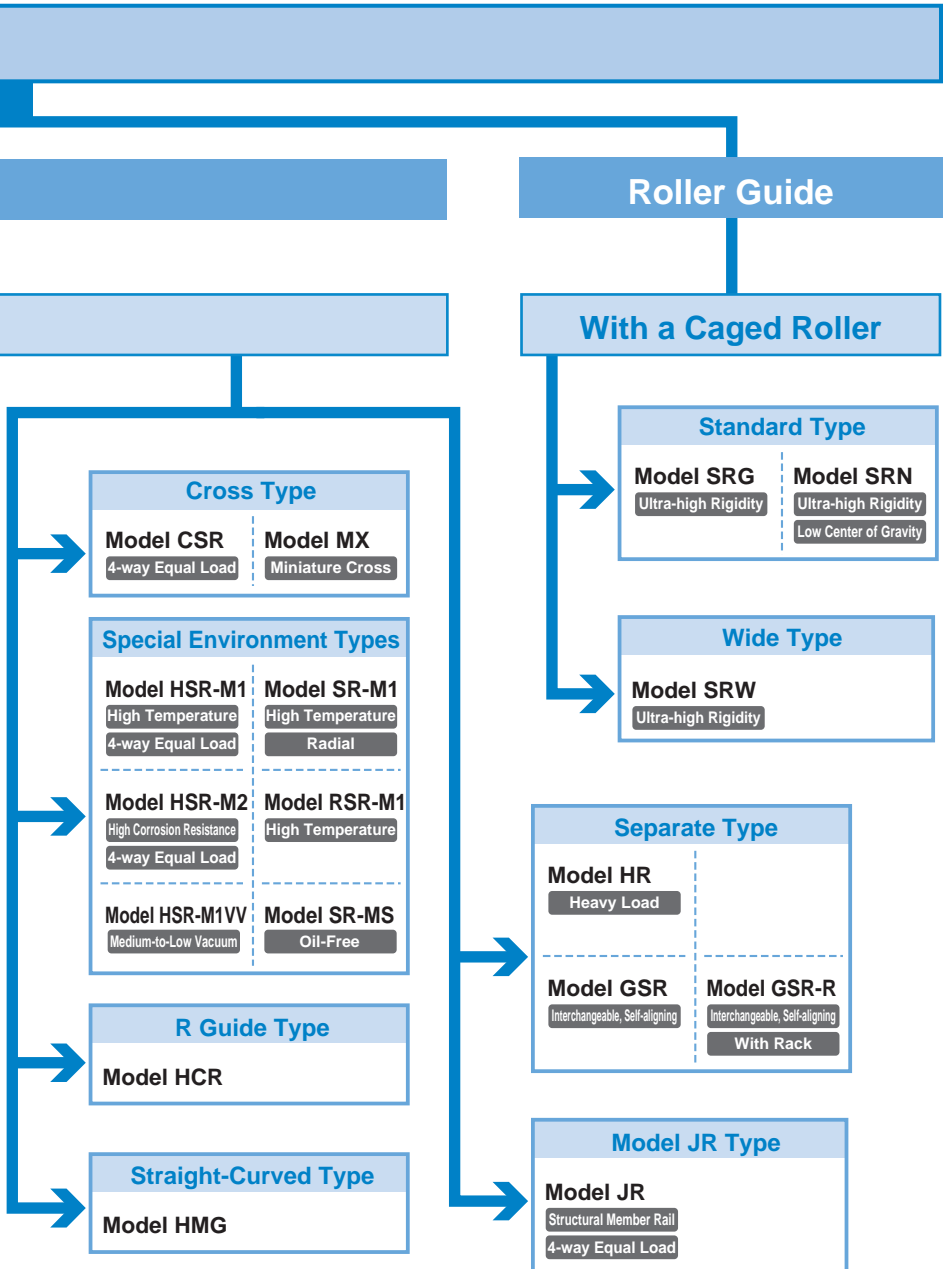 Roller Guide
With a Caged Roller
Standard Type
Model SRG
Ultra-high Rigidity
Model SRN
Ultra-high Rigidity
Low Center of Gravity
Wide Type
Model SRW
Ultra-high Rigidity
Cross Type
Model CSR
4-way Equal Load
Model MX
Miniature Cross
Special Environment Types
Model HSR-M1
High Temperature
4-way Equal Load
Model SR-M1
High Temperature
Radial
Model HSR-M2
High Corrosion Resistance
4-way Equal Load
Model RSR-M1
High Temperature
Model HSR-M1VV
Medium-to-Low Vacuum
Model SR-MS
Oil-Free
R Guide Type
Model HCR
Straight-Curved Type
Model HMG
Separate Type
Model HR
Heavy Load
Model GSR
Interchangeable, Self-aligning
Model GSR-R
Interchangeable, Self-aligning
With Rack
Model JR Type
Model JR
Structural Member Rail
4-way Equal Load